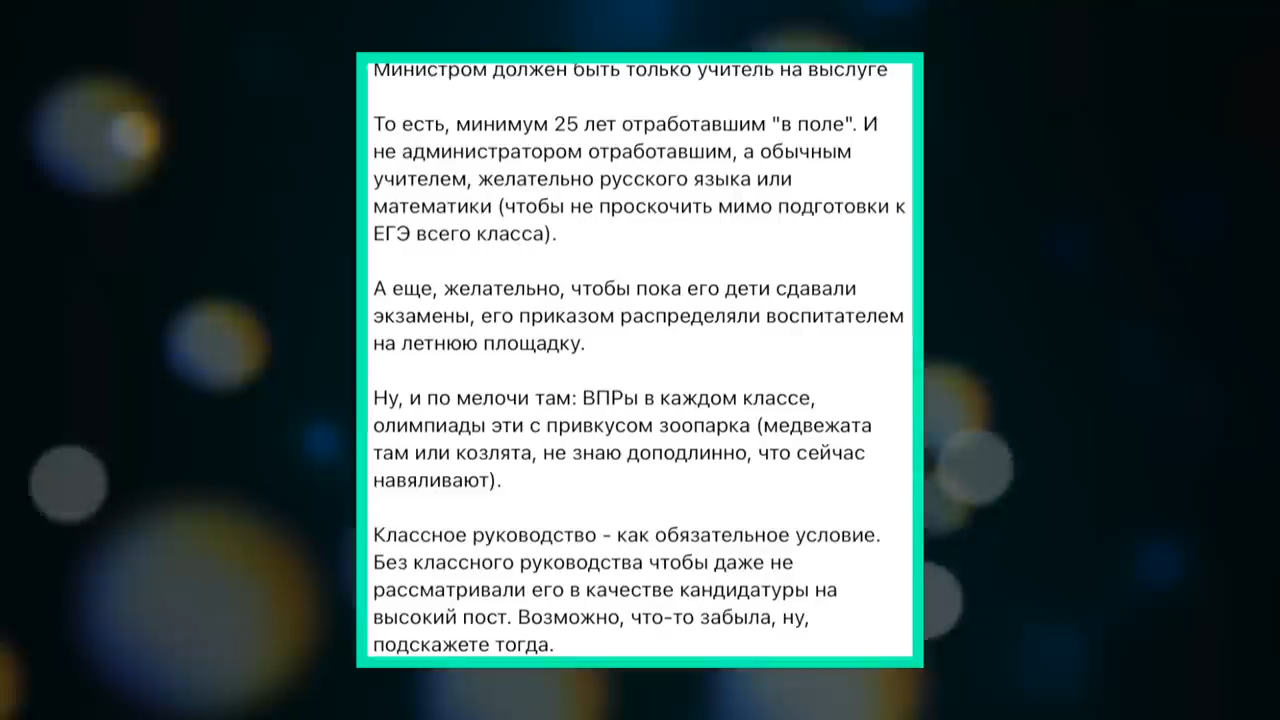 Министром должен быть только учитель на выслуге
То есть, минимум 25 лет отработавшим "в поле". И
не администратором отработавшим, а обычным
учителем, желательно русского языка или
математики (чтобы не проскочить мимо подготовки к
ЕГЭ всего класса).
А еще, желательно, чтобы пока его дети сдавали
экзамены, его приказом распределяли воспитателем
на летнюю площадку.
Ну, и по мелочи там: ВПРы в каждом классе,
олимпиады эти с привкусом зоопарка (медвежата
там или козлята, не знаю доподлинно, что сейчас
навяливают).
Классное руководство - как обязательное условие.
Без классного руководства чтобы даже не
рассматривали его в качестве кандидатуры на
высокий пост. Возможно, что-то забыла, ну,
подскажете тогда.